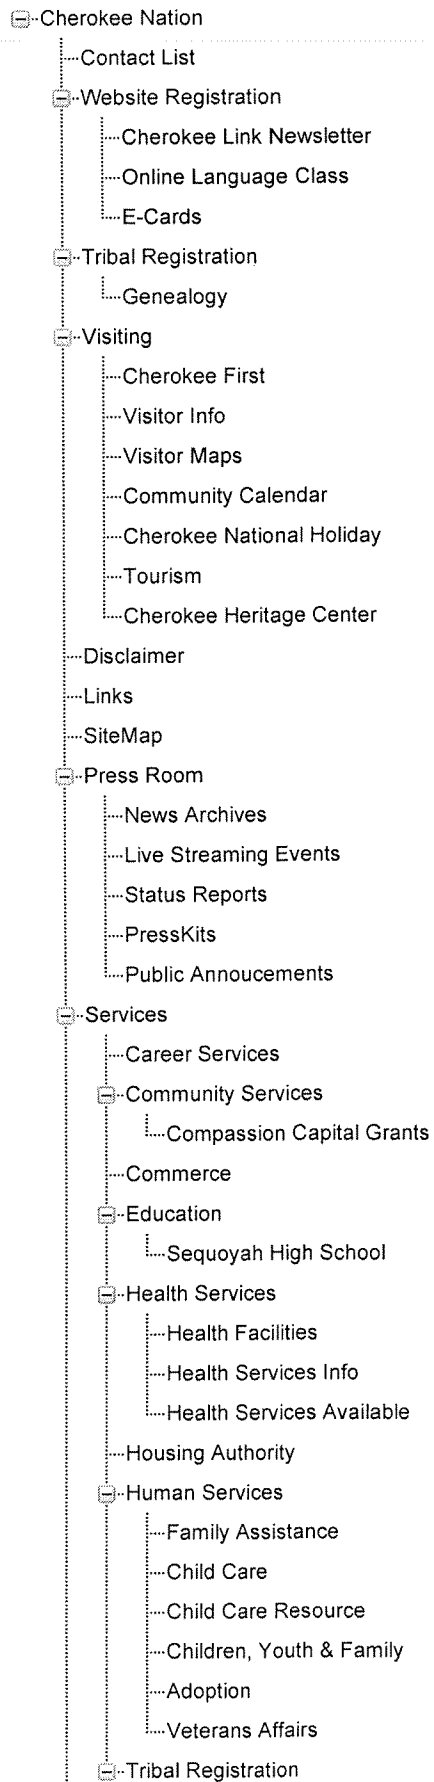 Cherokee Nation
Contact List
Website Registration
Cherokee Link Newsletter
Online Language Class
E-Cards
Tribal Registration
Genealogy
Visiting
Cherokee First
Visitor Info
Visitor Maps
Community Calendar
Cherokee National Holiday
Tourism
Cherokee Heritage Center
Disclaimer
Links
SiteMap
Press Room
News Archives
Live Streaming Events
Status Reports
PressKits
Public Annoucements
Services
Career Services
Community Services
Compassion Capital Grants
Commerce
Education
Sequoyah High School
Health Services
Health Facilities
Health Services Info
Health Services Available
Housing Authority
Human Services
Family Assistance
Child Care
Child Care Resource
Children, Youth & Family
Adoption
Veterans Affairs
Tribal Registration